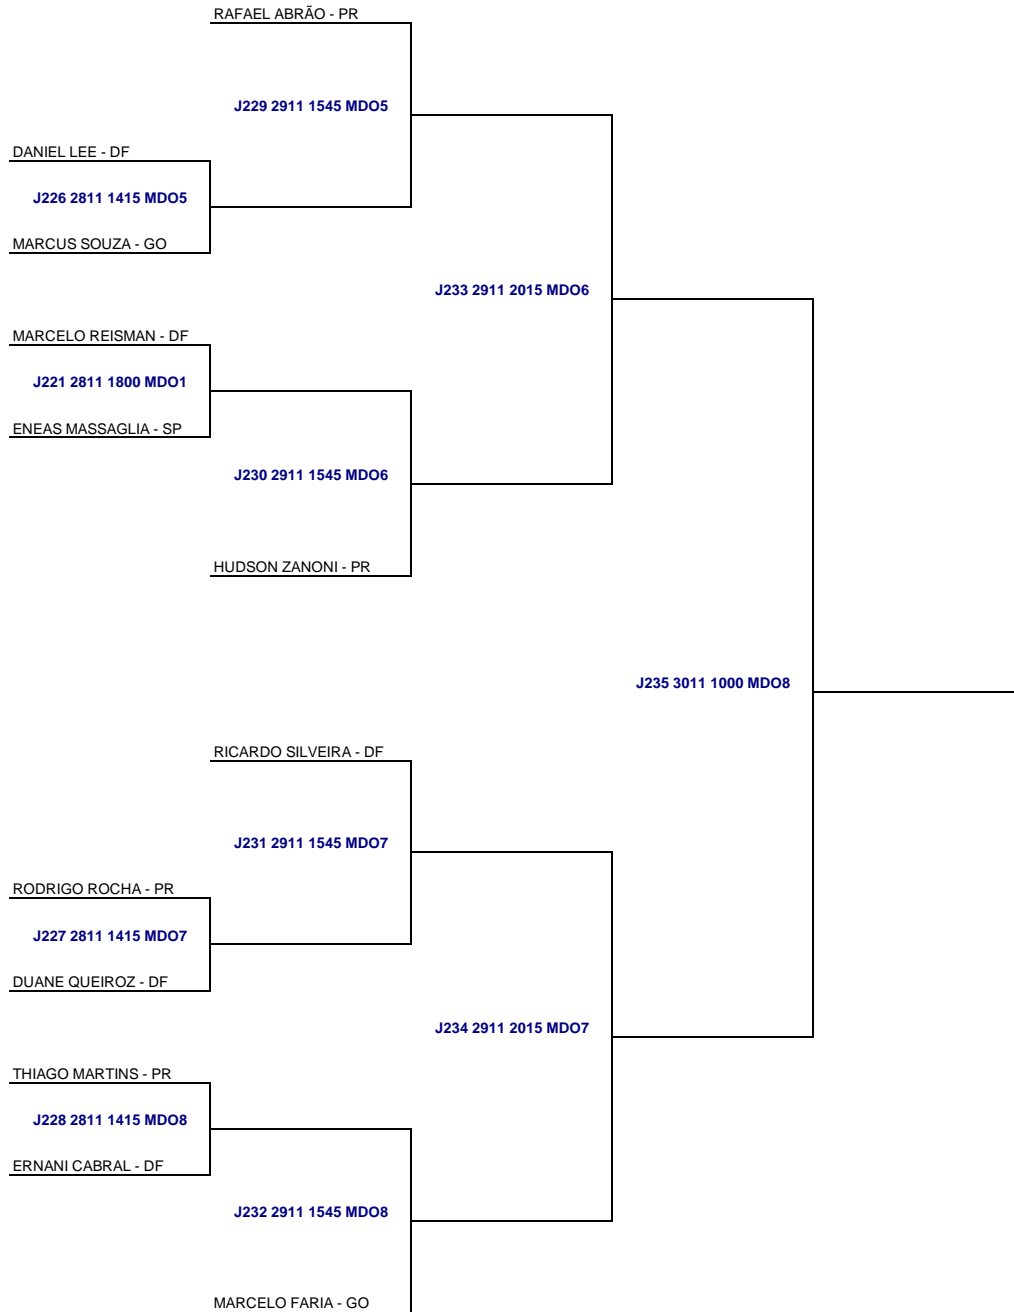 RAFAEL ABRÃO - PR
J229 2911 1545 MDO5
DANIEL LEE - DF
J226 2811 1415 MDO5
MARCUS SOUZA - GO
J233 2911 2015 MDO6
MARCELO REISMAN - DF
J221 2811 1800 MDO1
ENEAS MASSAGLIA - SP
J230 2911 1545 MDO6
HUDSON ZANONI - PR
J235 3011 1000 MDO8
RICARDO SILVEIRA - DF
J231 2911 1545 MDO7
RODRIGO ROCHA - PR
J227 2811 1415 MDO7
DUANE QUEIROZ - DF
J234 2911 2015 MDO7
THIAGO MARTINS - PR
J228 2811 1415 MDO8
ERNANI CABRAL - DF
J232 2911 1545 MDO8
MARCELO FARIA - GO